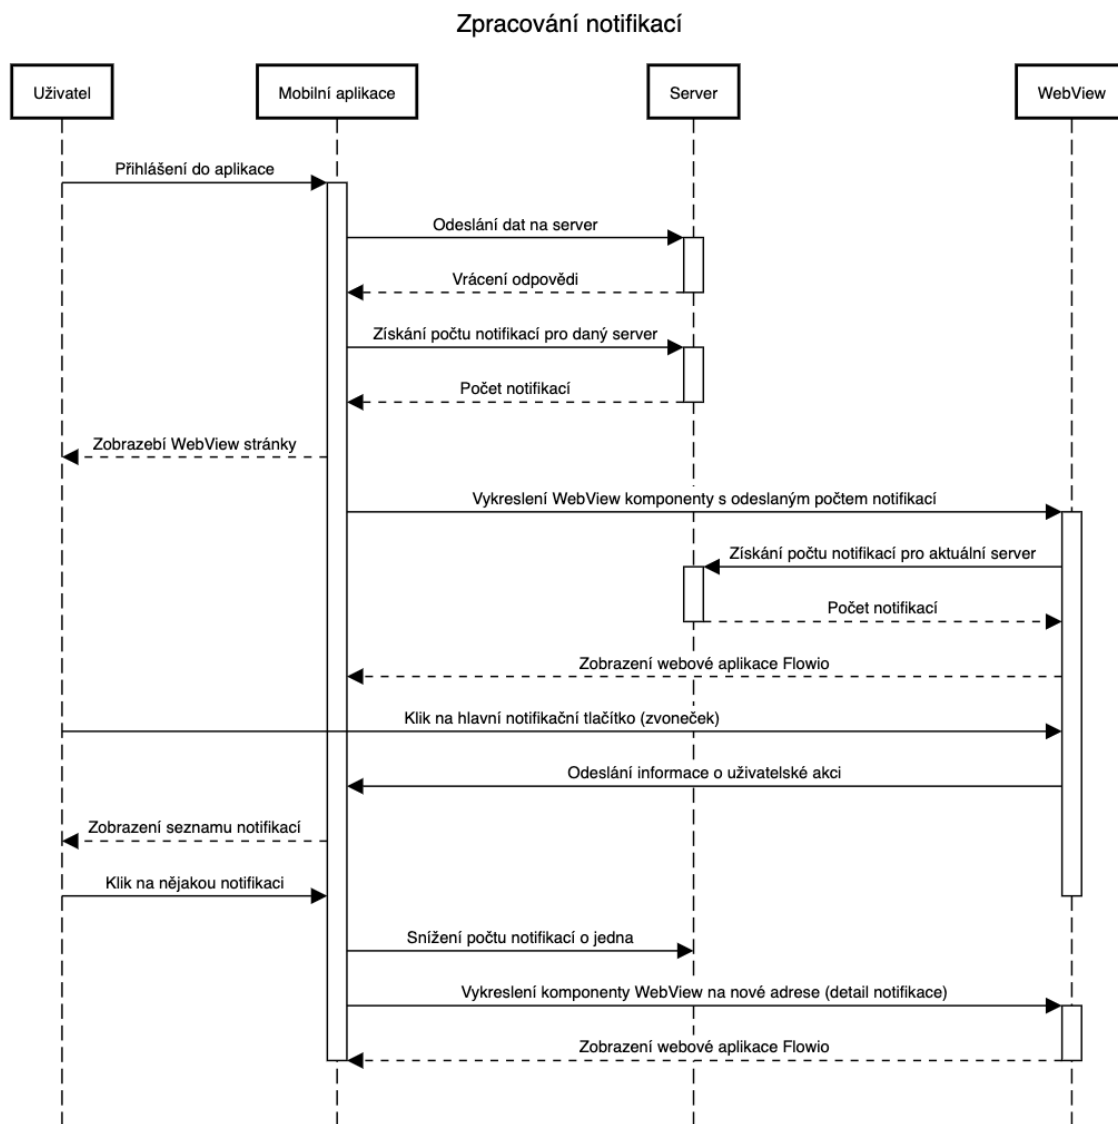 Zpracování notifikací
Uživatel
Mobilní aplikace
Server
WebView
Přihlášení do aplikace
Odeslání dat na server
Vrácení odpovědi
Získání počtu notifikací pro daný server
Počet notifikací
Zobrazebí WebView stránky
Vykreslení WebView komponenty s odeslaným počtem notifikací
Získání počtu notifikací pro aktuální server
Počet notifikací
Zobrazení webové aplikace Flowio
Klik na hlavní notifikační tlačítko (zvoneček)
Odeslání informace o uživatelské akci
Zobrazení seznamu notifikací
Klik na nějakou notifikaci
Snížení počtu notifikací o jedna
Vykreslení komponenty WebView na nové adrese (detail notifikace)
Zobrazení webové aplikace Flowio